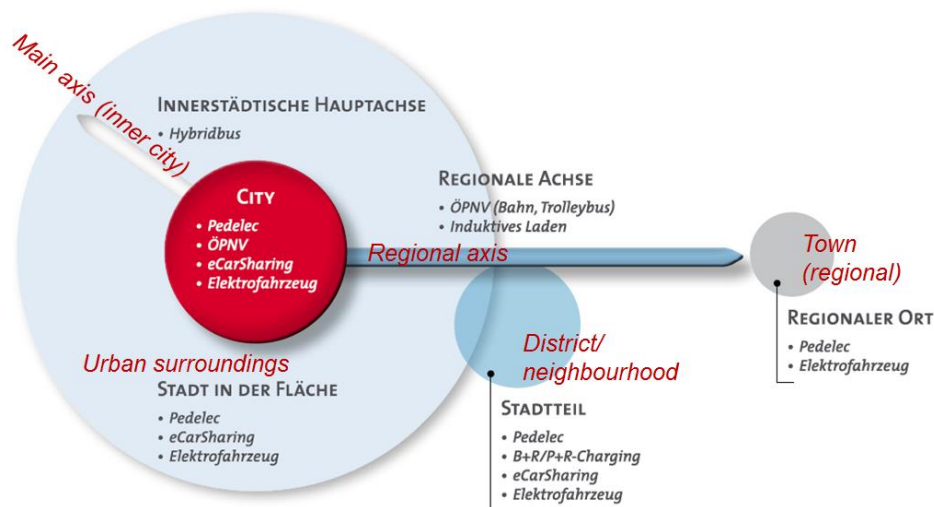 Main axis (inner city)
INNERSTÄDTISCHE HAUPTACHSE
• Hybridbus
CITY
• Pedelec
• ÖPNV
• eCarSharing
• Elektrofahrzeug
REGIONALE ACHSE
• ÖPNV (Bahn, Trolleybus)
• Induktives Laden
Regional axis
Town
(regional)
REGIONALER ORT
• Pedelec
• Elektrofahrzeug
Urban surroundings
STADT IN DER FLÄCHE
• Pedelec
• eCarSharing
• Elektrofahrzeug
District/
neighbourhood
STADTTEIL
• Pedelec
• B+R/P+R-Charging
• eCarSharing
• Elektrofahrzeug